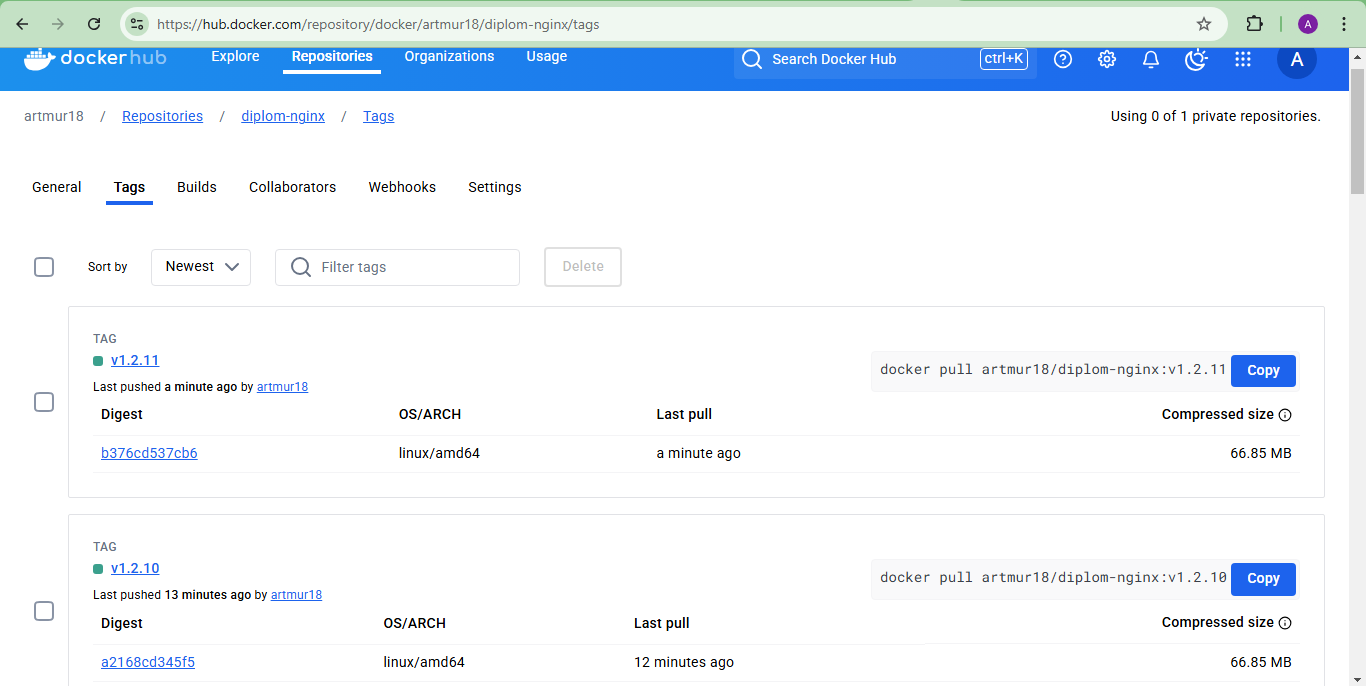 https://hub.docker.com/repository/docker/artmur18/diplom-nginx/tags
A
dockerhub Explore Repositories Organizations Usage Search Docker Hub ctrl+K A
artmur18 / Repositories / diplom-nginx / Tags Using 0 of 1 private repositories.
General Tags Builds Collaborators Webhooks Settings
Sort by Newest Filter tags Delete
TAG
v1.2.11
docker pull artmur18/diplom-nginx:v1.2.11 Copy
Last pushed a minute ago by artmur18
Digest OS/ARCH Last pull Compressed size
b376cd537cb6 linux/amd64 a minute ago 66.85 MB
TAG
v1.2.10
docker pull artmur18/diplom-nginx:v1.2.10 Copy
Last pushed 13 minutes ago by artmur18
Digest OS/ARCH Last pull Compressed size
a2168cd345f5 linux/amd64 12 minutes ago 66.85 MB